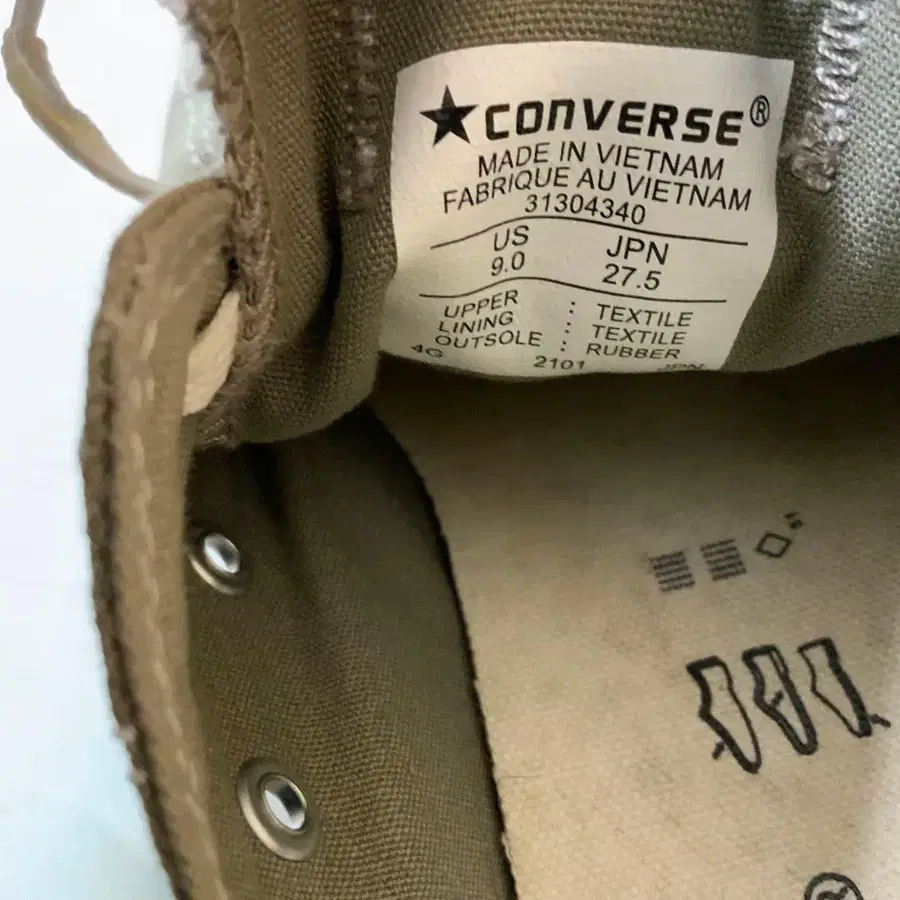 ★CONVERSE®
MADE IN VIETNAM
FABRIQUE AU VIETNAM
31304340
US JPN
9.0 27.5
UPPER : TEXTILE
LINING : TEXTILE
OUTSOLE : RUBBER
4G 2101 JPN